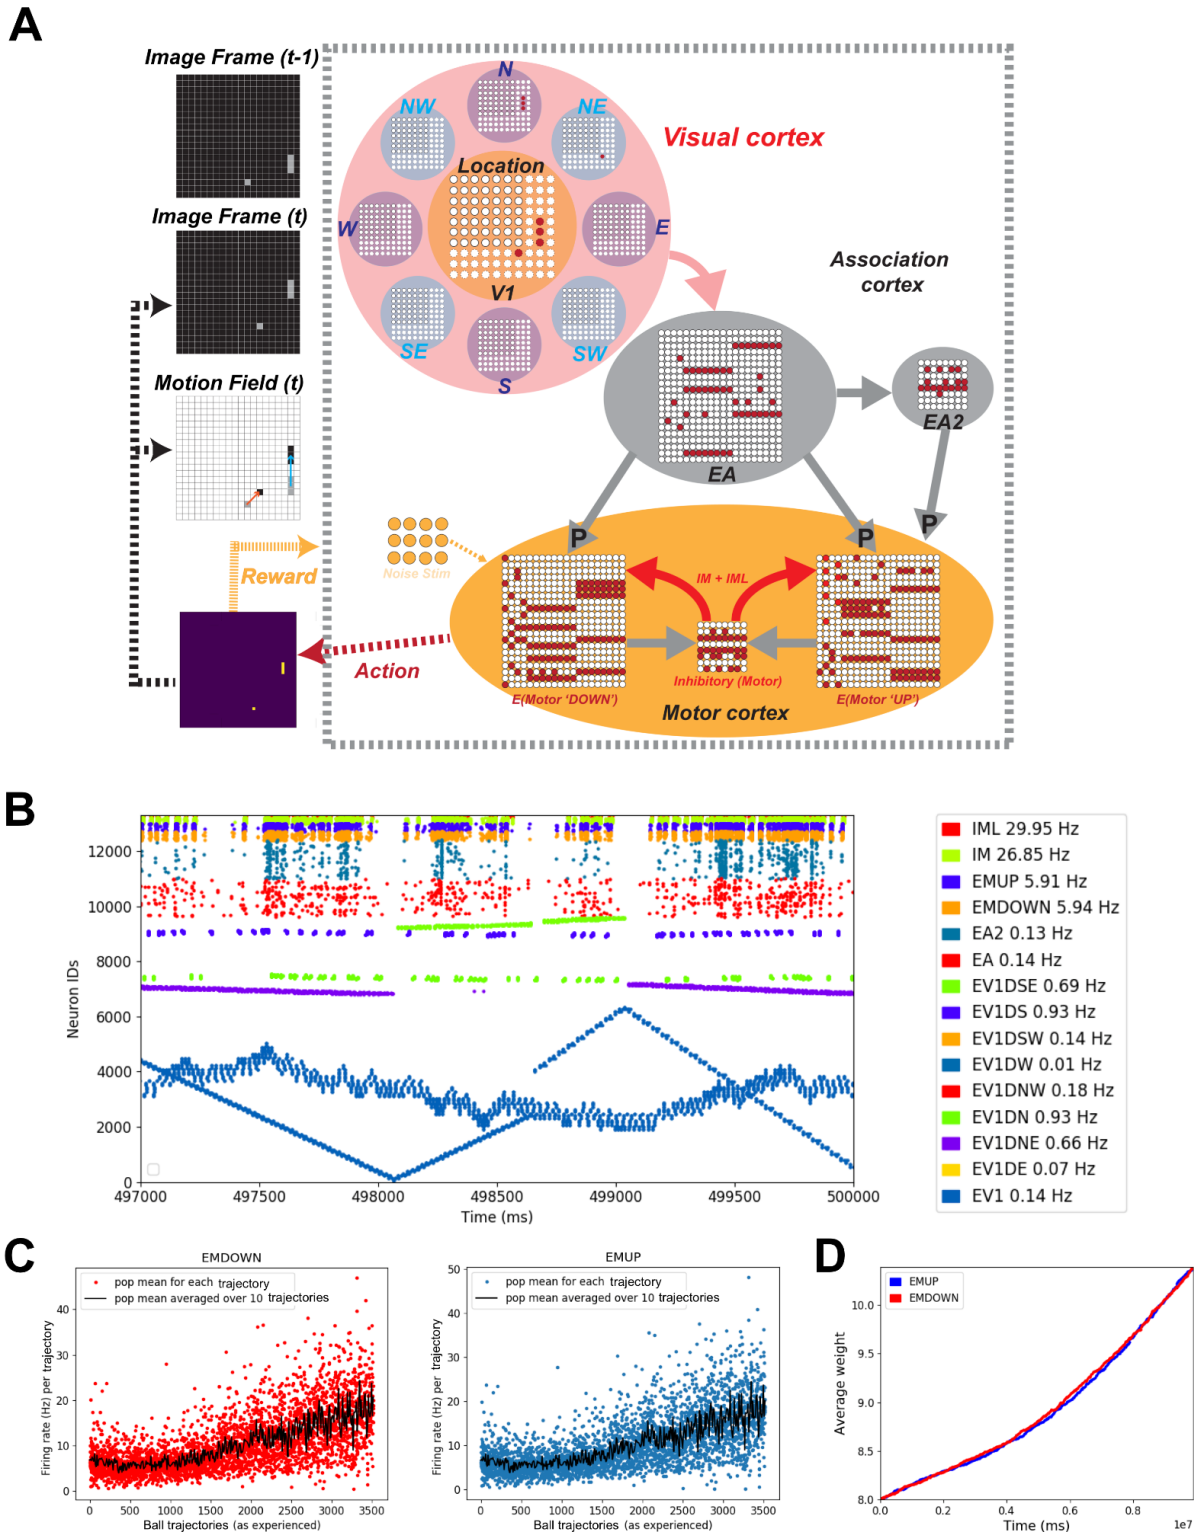 A
Image Frame (t-1)
Image Frame (t)
Motion Field (t)
Reward
Action
N
NW
NE
Location
W
E
V1
SE
SW
S
Visual cortex
Association
cortex
EA
EA2
P
P
P
Noise Stim
IM + IML
Inhibitory (Motor)
E(Motor 'DOWN')
E(Motor 'UP')
Motor cortex
B
12000
10000
8000
6000
4000
2000
0
Neuron IDs
497000
497500
498000
498500
499000
499500
500000
Time (ms)
IML 29.95 Hz
IM 26.85 Hz
EMUP 5.91 Hz
EMDOWN 5.94 Hz
EA2 0.13 Hz
EA 0.14 Hz
EV1DSE 0.69 Hz
EV1DS 0.93 Hz
EV1DSW 0.14 Hz
EV1DW 0.01 Hz
EV1DNW 0.18 Hz
EV1DN 0.93 Hz
EV1DNE 0.66 Hz
EV1DE 0.07 Hz
EV1 0.14 Hz
C
EMDOWN
pop mean for each trajectory
pop mean averaged over 10 trajectories
Firing rate (Hz) per trajectory
40
30
20
10
0
0 500 1000 1500 2000 2500 3000 3500
Ball trajectories (as experienced)
EMUP
pop mean for each trajectory
pop mean averaged over 10 trajectories
Firing rate (Hz) per trajectory
50
40
30
20
10
0
0 500 1000 1500 2000 2500 3000 3500
Ball trajectories (as experienced)
D
EMUP
EMDOWN
Average weight
10.0
9.5
9.0
8.5
8.0
0.0 0.2 0.4 0.6 0.8
1e7
Time (ms)